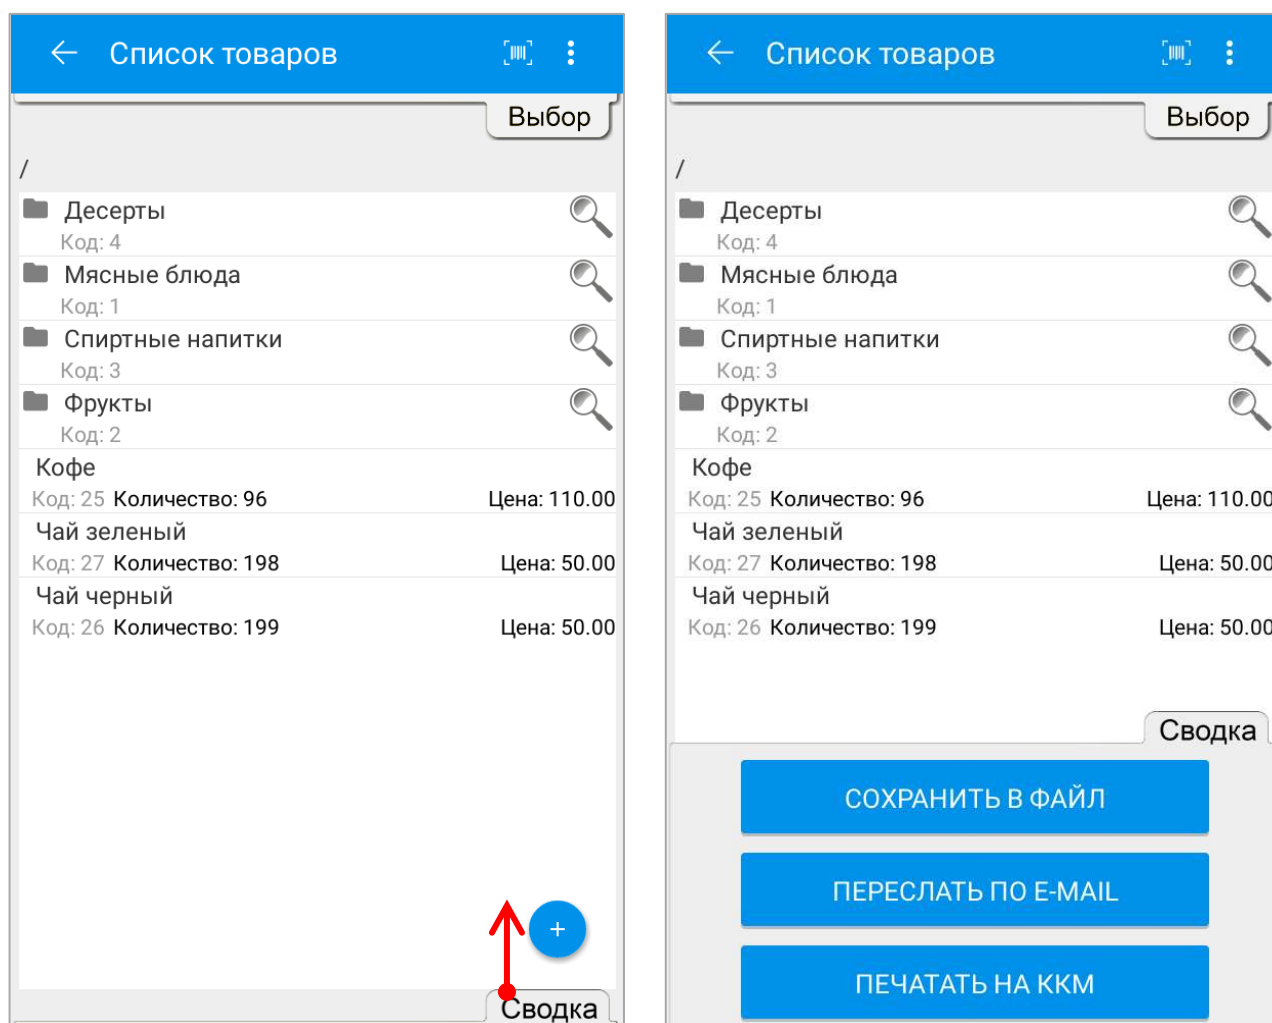 Список товаров
Выбор
/
Десерты
Код: 4
Мясные блюда
Код: 1
Спиртные напитки
Код: 3
Фрукты
Код: 2
Кофе
Код: 25 Количество: 96 Цена: 110.00
Чай зеленый
Код: 27 Количество: 198 Цена: 50.00
Чай черный
Код: 26 Количество: 199 Цена: 50.00
+
Сводка
Список товаров
Выбор
/
Десерты
Код: 4
Мясные блюда
Код: 1
Спиртные напитки
Код: 3
Фрукты
Код: 2
Кофе
Код: 25 Количество: 96 Цена: 110.00
Чай зеленый
Код: 27 Количество: 198 Цена: 50.00
Чай черный
Код: 26 Количество: 199 Цена: 50.00
Сводка
СОХРАНИТЬ В ФАЙЛ
ПЕРЕСЛАТЬ ПО E-MAIL
ПЕЧАТАТЬ НА ККМ